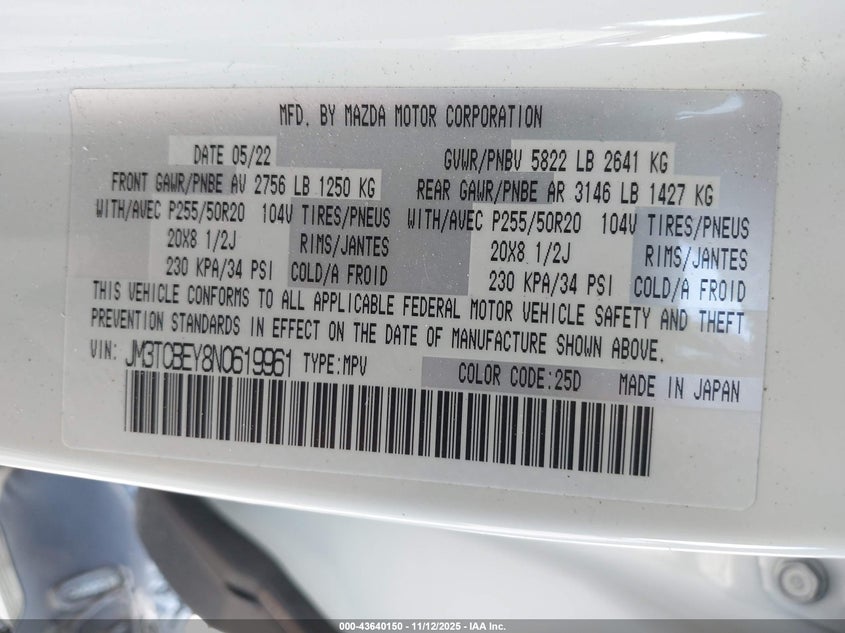 MFD. BY MAZDA MOTOR CORPORATION
DATE 05/22 GVWR/PNBV 5822 LB 2641 KG
FRONT GAWR/PNBE AV 2756 LB 1250 KG REAR GAWR/PNBE AR 3146 LB 1427 KG
WITH/AVEC P255/50R20 104V TIRES/PNEUS WITH/AVEC P255/50R20 104V TIRES/PNEUS
20X8 1/2J RIMS/JANTES 20X8 1/2J RIMS/JANTES
230 KPA/34 PSI COLD/A FROID 230 KPA/34 PSI COLD/A FROID
THIS VEHICLE CONFORMS TO ALL APPLICABLE FEDERAL MOTOR VEHICLE SAFETY AND THEFT
PREVENTION STANDARDS IN EFFECT ON THE DATE OF MANUFACTURE SHOWN ABOVE.
VIN: JM3TCBEY8N0619961 TYPE:MPV COLOR CODE:25D MADE IN JAPAN
000-43640150 — 11/12/2025 — IAA Inc.